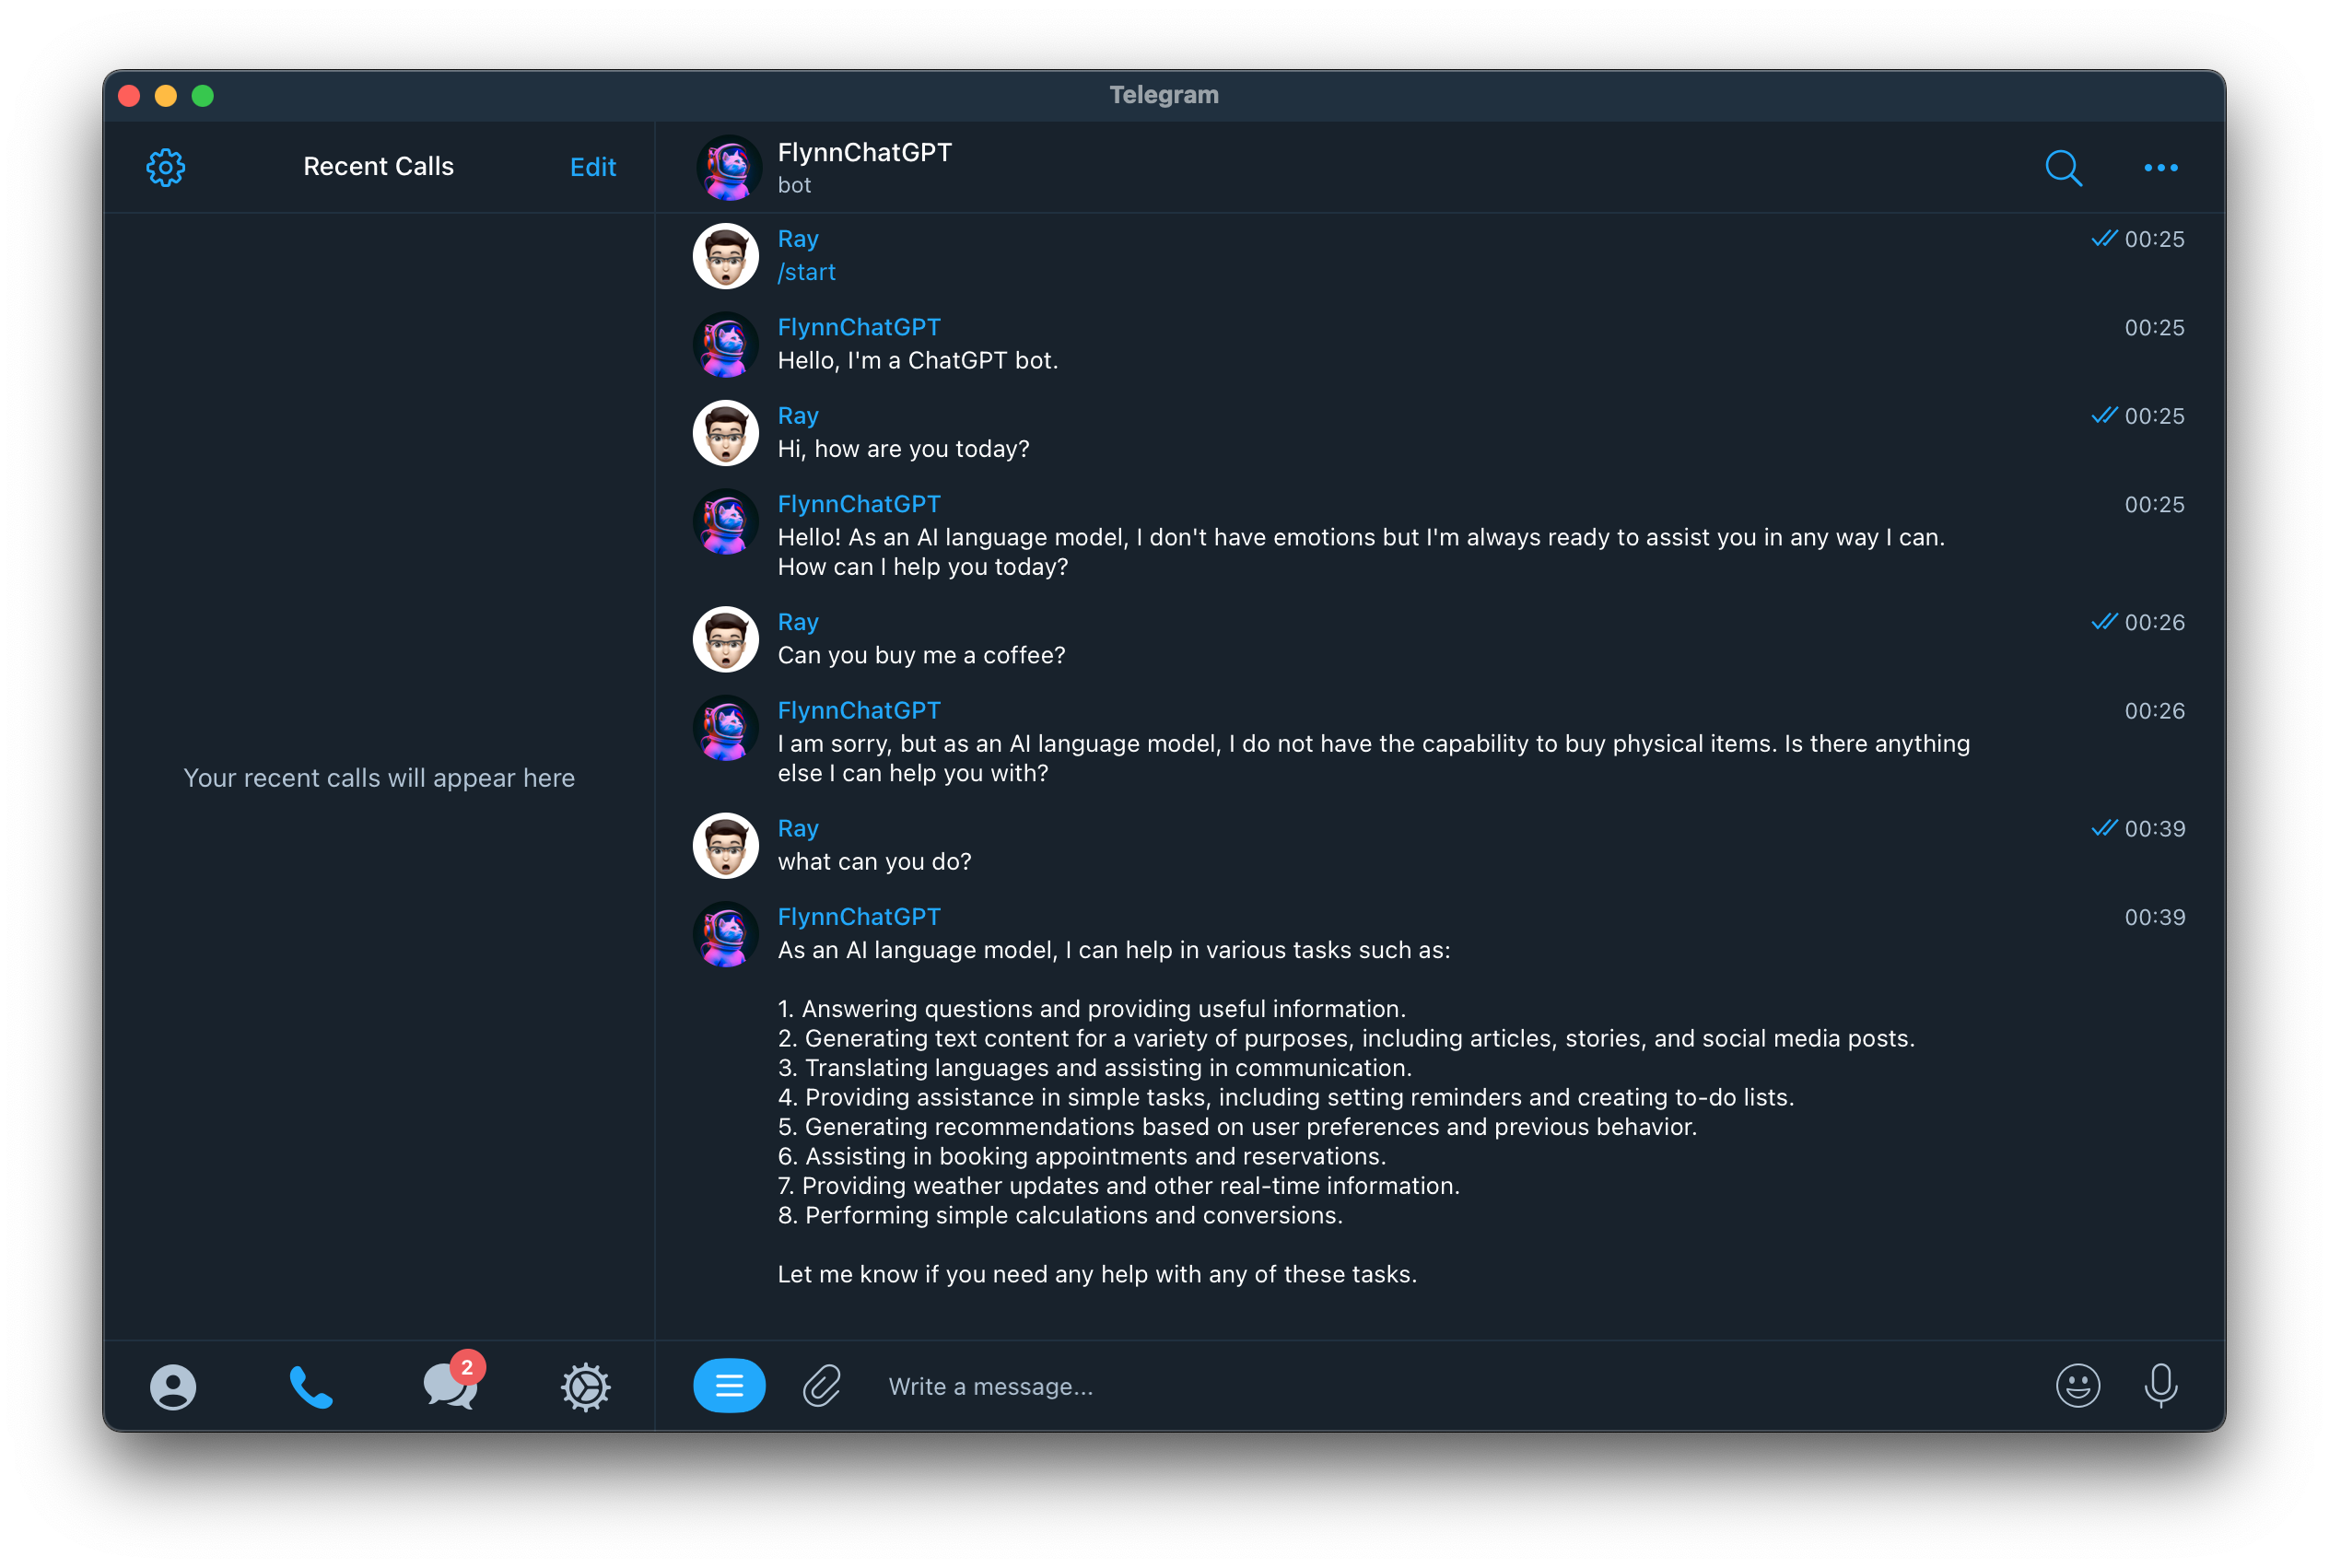 Telegram
Recent Calls
Edit
Your recent calls will appear here
2
FlynnChatGPT
bot
Ray
00:25
/start
FlynnChatGPT
00:25
Hello, I'm a ChatGPT bot.
Ray
00:25
Hi, how are you today?
FlynnChatGPT
00:25
Hello! As an AI language model, I don't have emotions but I'm always ready to assist you in any way I can.
How can I help you today?
Ray
00:26
Can you buy me a coffee?
FlynnChatGPT
00:26
I am sorry, but as an AI language model, I do not have the capability to buy physical items. Is there anything
else I can help you with?
Ray
00:39
what can you do?
FlynnChatGPT
00:39
As an AI language model, I can help in various tasks such as:
1. Answering questions and providing useful information.
2. Generating text content for a variety of purposes, including articles, stories, and social media posts.
3. Translating languages and assisting in communication.
4. Providing assistance in simple tasks, including setting reminders and creating to-do lists.
5. Generating recommendations based on user preferences and previous behavior.
6. Assisting in booking appointments and reservations.
7. Providing weather updates and other real-time information.
8. Performing simple calculations and conversions.
Let me know if you need any help with any of these tasks.
Write a message...